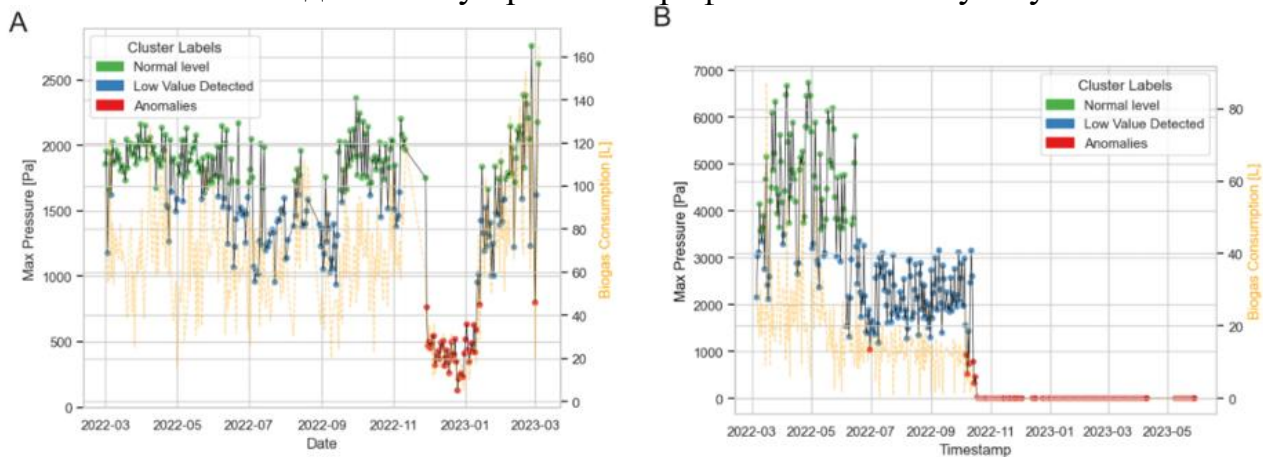 A
Cluster Labels
Normal level
Low Value Detected
Anomalies
Max Pressure [Pa]
2500
2000
1500
1000
500
0
160
140
120
100
80
60
40
20
0
Biogas Consumption [L]
2022-03 2022-05 2022-07 2022-09 2022-11 2023-01 2023-03
Date
B
Cluster Labels
Normal level
Low Value Detected
Anomalies
Max Pressure [Pa]
7000
6000
5000
4000
3000
2000
1000
0
80
60
40
20
0
Biogas Consumption [L]
2022-03 2022-05 2022-07 2022-09 2022-11 2023-01 2023-03 2023-05
Timestamp